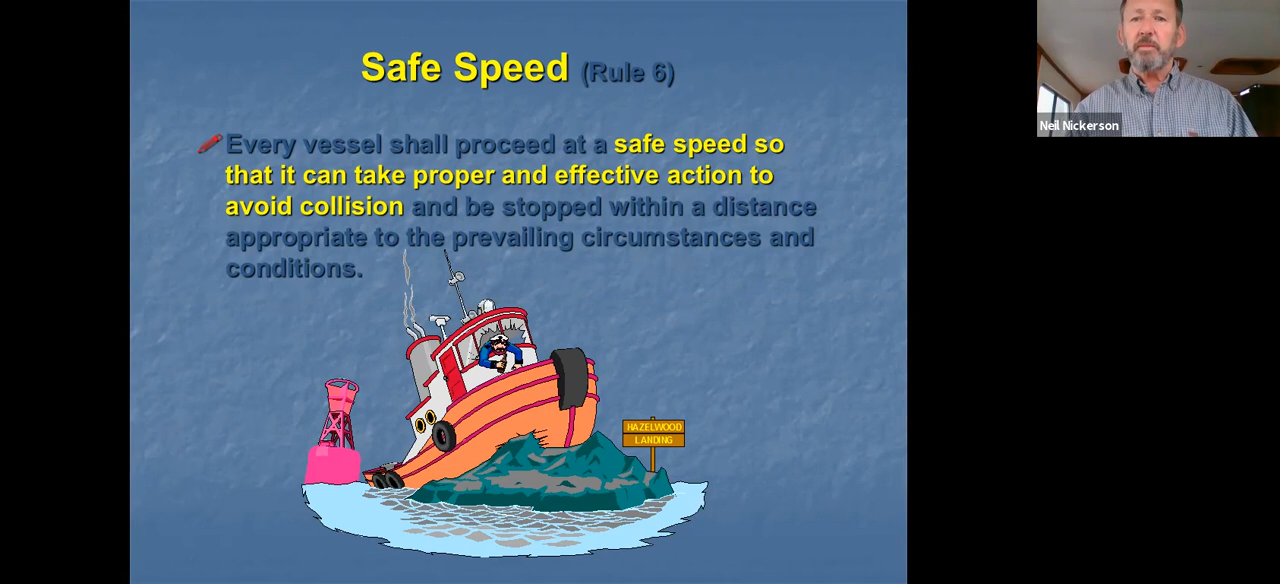 Safe Speed (Rule 6)
Every vessel shall proceed at a safe speed so
that it can take proper and effective action to
avoid collision and be stopped within a distance
appropriate to the prevailing circumstances and
conditions.
HAZELWOOD
LANDING
Neil Nickerson